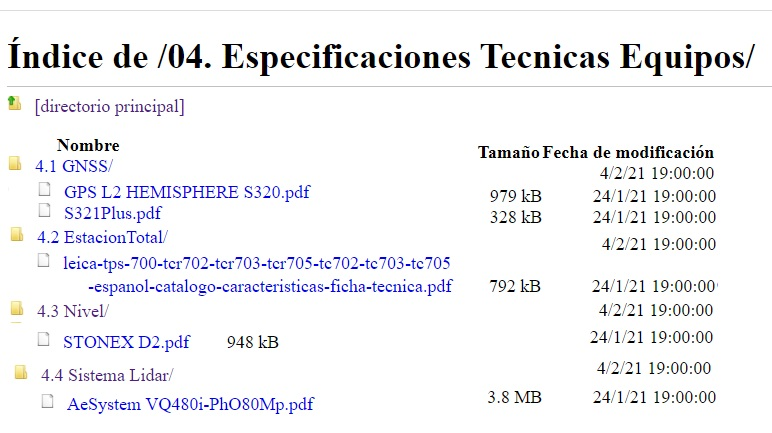 Índice de /04. Especificaciones Tecnicas Equipos/
[directorio principal]
Nombre Tamaño Fecha de modificación
4.1 GNSS/ 4/2/21 19:00:00
GPS L2 HEMISPHERE S320.pdf 979 kB 24/1/21 19:00:00
S321Plus.pdf 328 kB 24/1/21 19:00:00
4.2 EstacionTotal/ 4/2/21 19:00:00
leica-tps-700-tcr702-tcr703-tcr705-tc702-tc703-tc705
-espanol-catalogo-caracteristicas-ficha-tecnica.pdf 792 kB 24/1/21 19:00:00
4.3 Nivel/ 4/2/21 19:00:00
STONEX D2.pdf 948 kB 24/1/21 19:00:00
4.4 Sistema Lidar/ 4/2/21 19:00:00
AeSystem VQ480i-PhO80Mp.pdf 3.8 MB 24/1/21 19:00:00